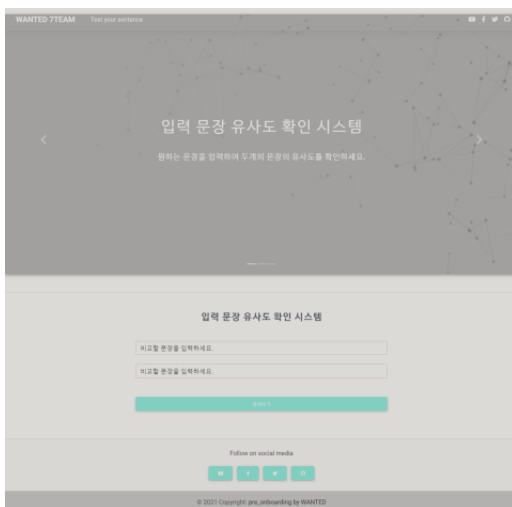 WANTED 7TEAM Test your sentence
입력 문장 유사도 확인 시스템
원하는 문장을 입력하여 두개의 문장의 유사도를 확인하세요.
입력 문장 유사도 확인 시스템
비교할 문장을 입력하세요.
비교할 문장을 입력하세요.
Follow on social media
© 2021 Copyright: pre_onboarding by WANTED